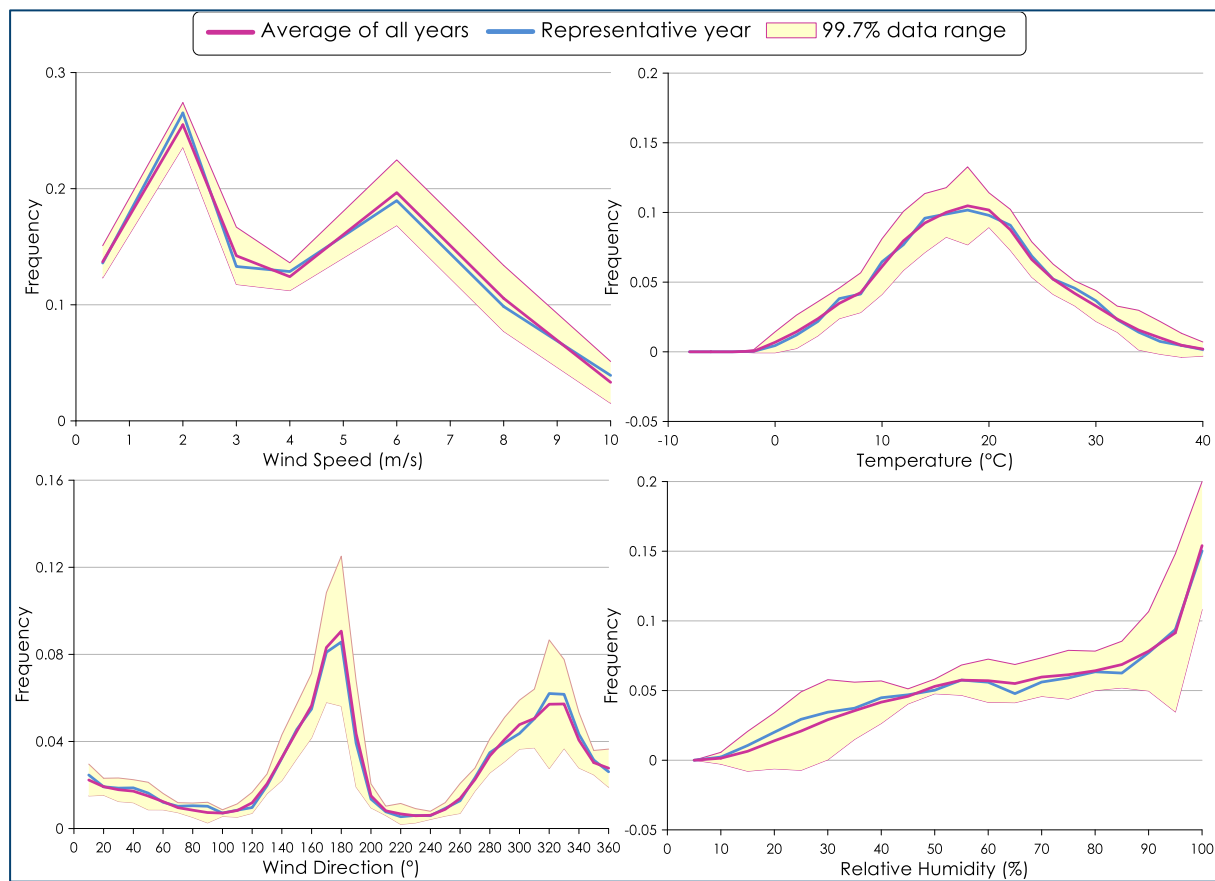 Average of all years Representative year 99.7% data range
0.3
0.2
0.1
0
Frequency
0 1 2 3 4 5 6 7 8 9 10
Wind Speed (m/s)
0.2
0.15
0.1
0.05
0
-0.05
Frequency
-10 0 10 20 30 40
Temperature (°C)
0.16
0.12
0.08
0.04
0
Frequency
0 20 40 60 80 100 120 140 160 180 200 220 240 260 280 300 320 340 360
Wind Direction (°)
0.2
0.15
0.1
0.05
0
-0.05
Frequency
0 10 20 30 40 50 60 70 80 90 100
Relative Humidity (%)